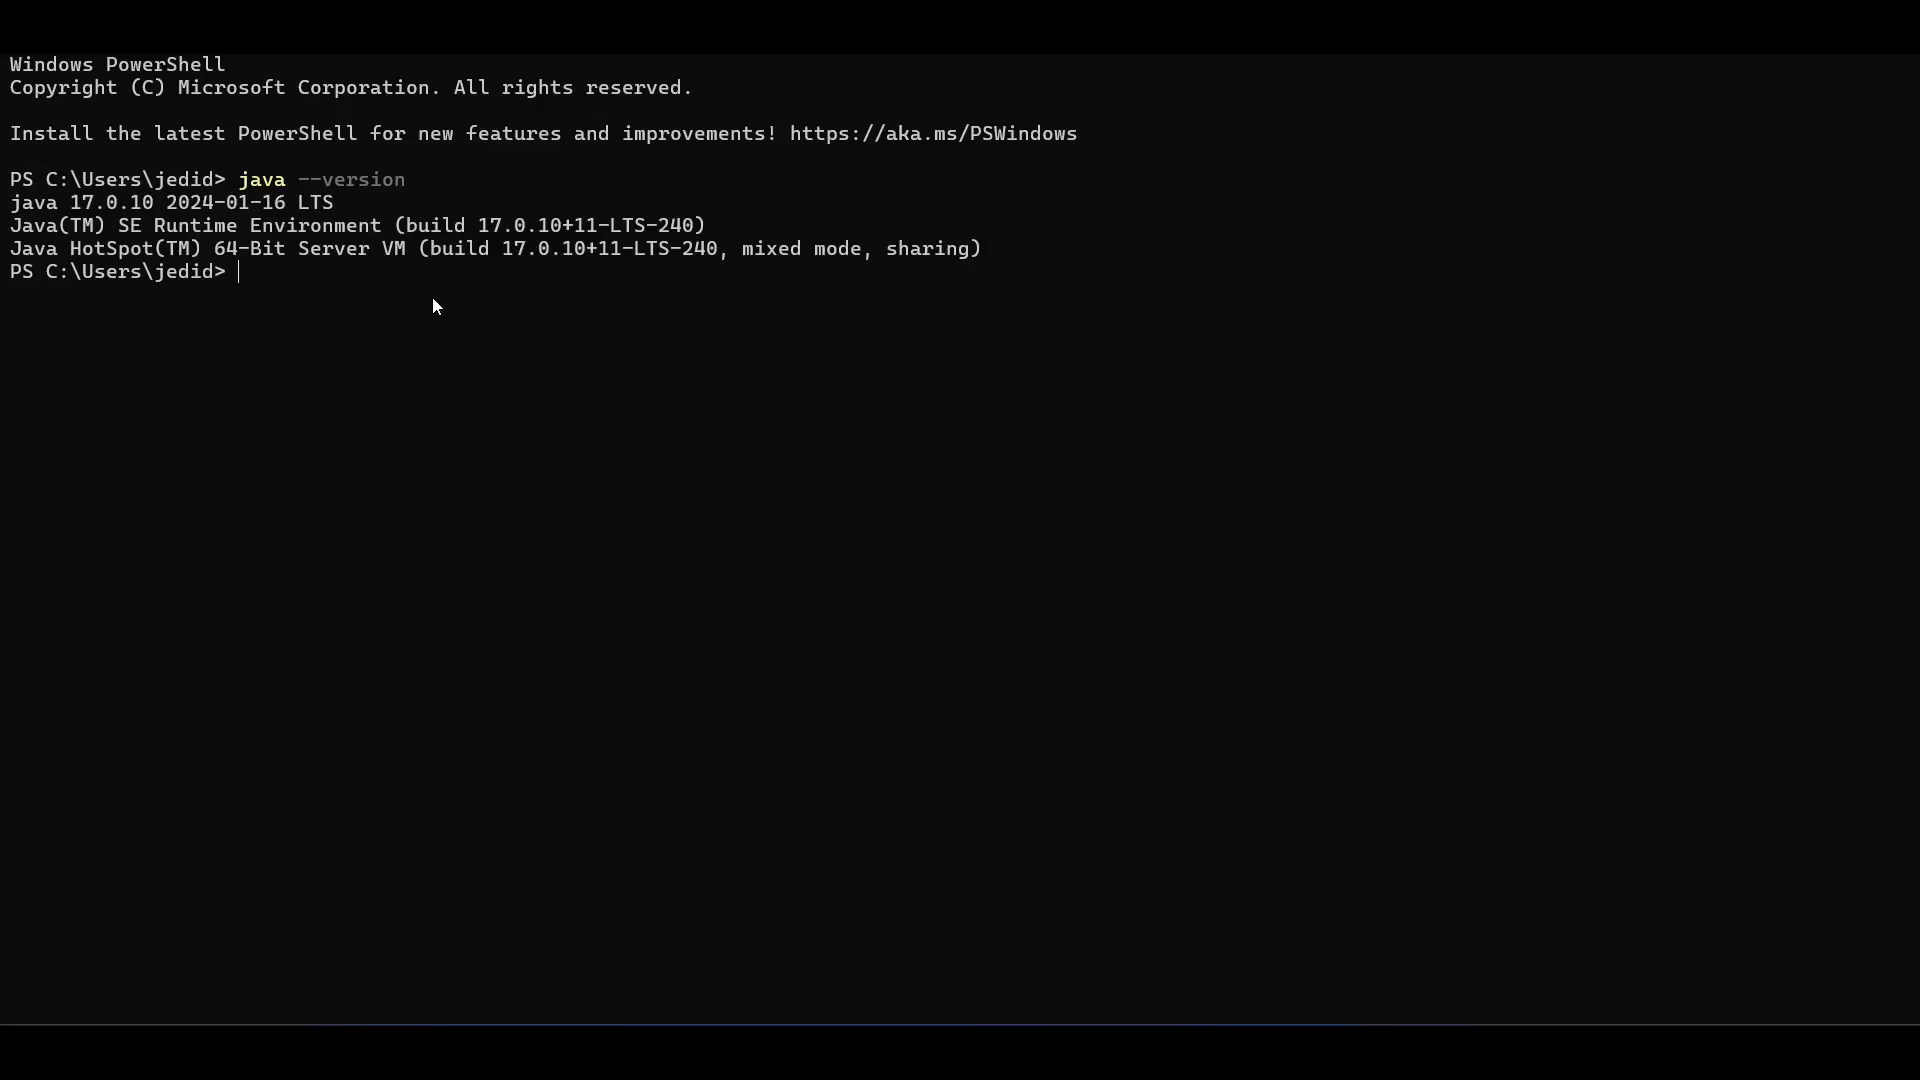 Windows PowerShell
Copyright (C) Microsoft Corporation. All rights reserved.
Install the latest PowerShell for new features and improvements! https://aka.ms/PSWindows
PS C:\Users\jedid> java --version
java 17.0.10 2024-01-16 LTS
Java(TM) SE Runtime Environment (build 17.0.10+11-LTS-240)
Java HotSpot(TM) 64-Bit Server VM (build 17.0.10+11-LTS-240, mixed mode, sharing)
PS C:\Users\jedid>